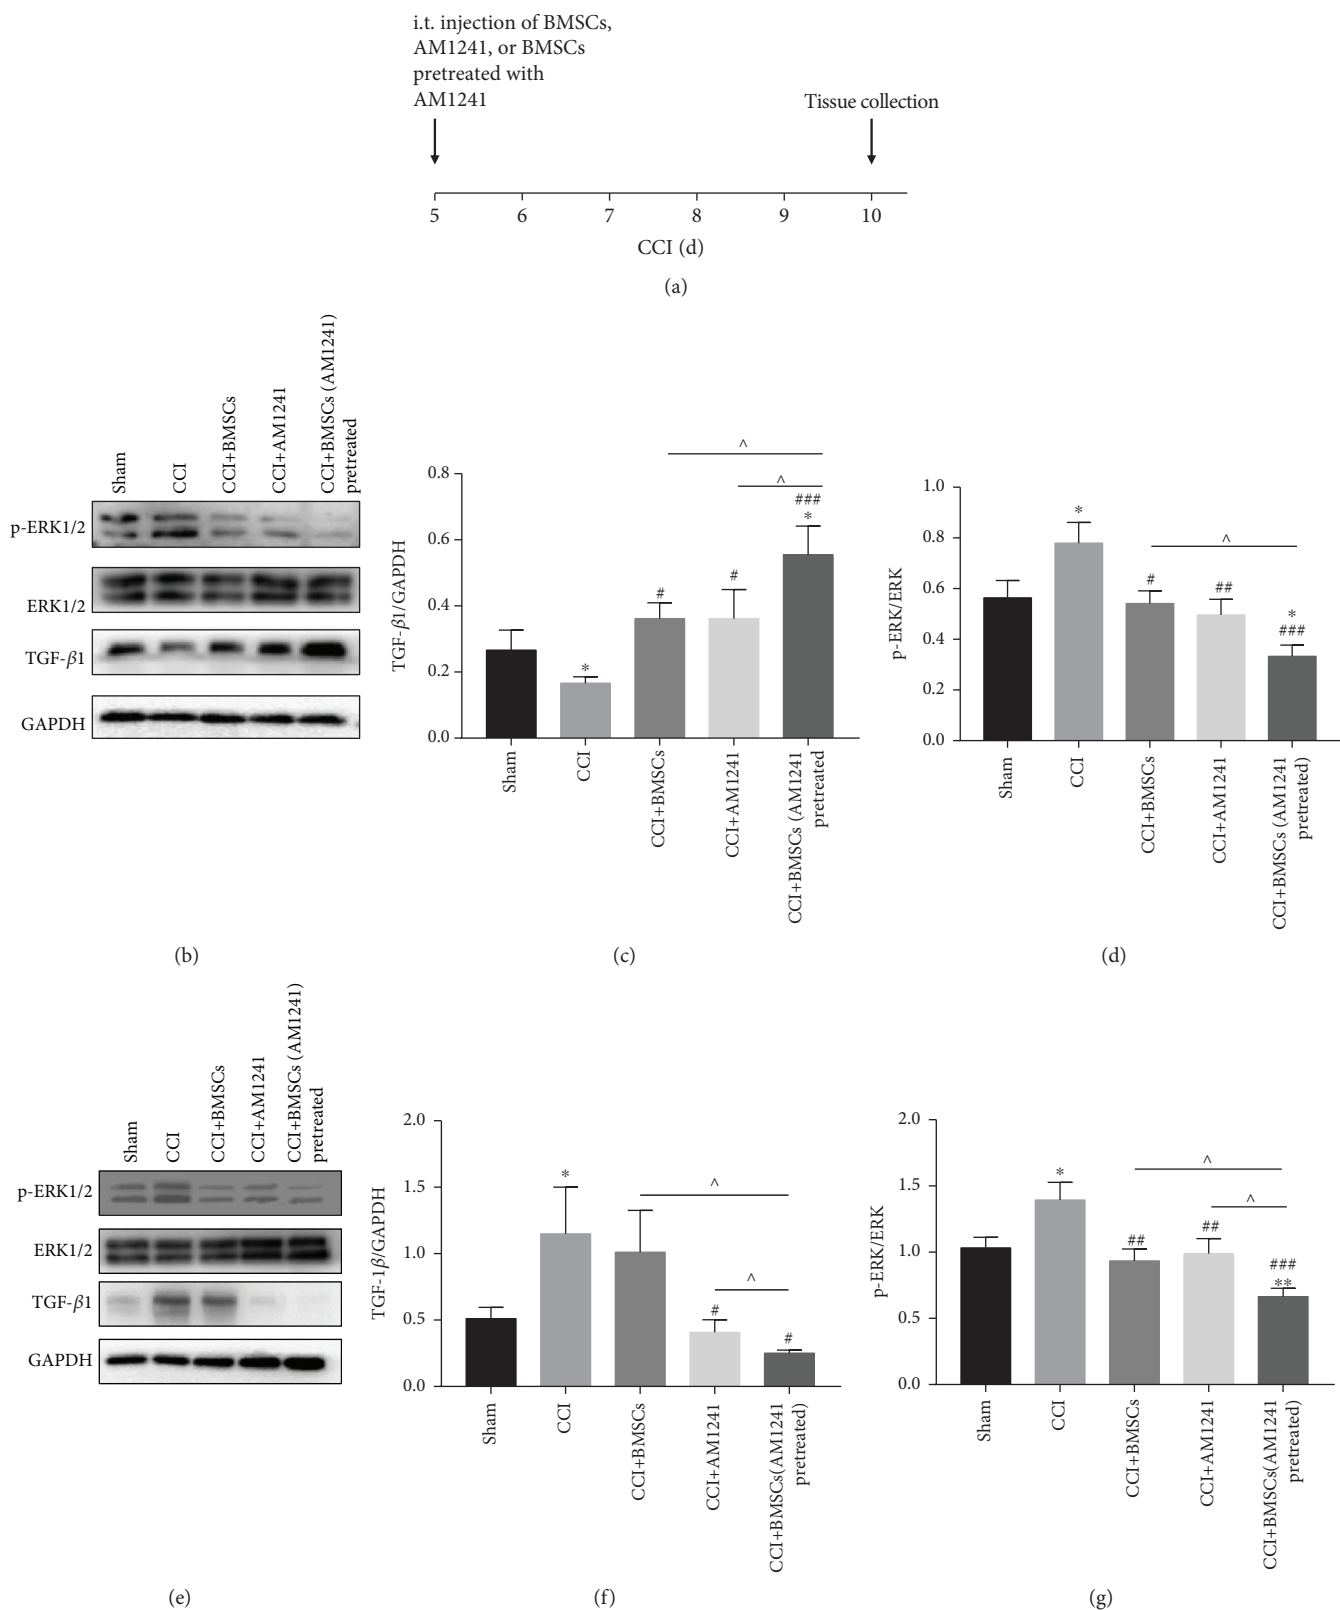 i.t. injection of BMSCs,
AM1241, or BMSCs
pretreated with
AM1241
Tissue collection
5 6 7 8 9 10
CCI (d)
(a)
Sham
CCI
CCI+BMSCs
CCI+AM1241
CCI+BMSCs (AM1241)
pretreated
p-ERK1/2
ERK1/2
TGF-β1
GAPDH
(b)
TGF-β1/GAPDH
0.8
0.6
0.4
0.2
0.0
*
#
#
###
*
^
^
Sham
CCI
CCI+BMSCs
CCI+AM1241
CCI+BMSCs (AM1241
pretreated
(c)
p-ERK/ERK
1.0
0.8
0.6
0.4
0.2
0.0
*
#
##
*
###
^
Sham
CCI
CCI+BMSCs
CCI+AM1241
CCI+BMSCs (AM1241
pretreated)
(d)
Sham
CCI
CCI+BMSCs
CCI+AM1241
CCI+BMSCs (AM1241)
pretreated
p-ERK1/2
ERK1/2
TGF-β1
GAPDH
(e)
TGF-1β/GAPDH
2.0
1.5
1.0
0.5
0.0
*
#
#
^
^
Sham
CCI
CCI+BMSCs
CCI+AM1241
CCI+BMSCs(AM1241
pretreated)
(f)
p-ERK/ERK
2.0
1.5
1.0
0.5
0.0
*
##
##
###
**
^
^
Sham
CCI
CCI+BMSCs
CCI+AM1241
CCI+BMSCs(AM1241
pretreated)
(g)